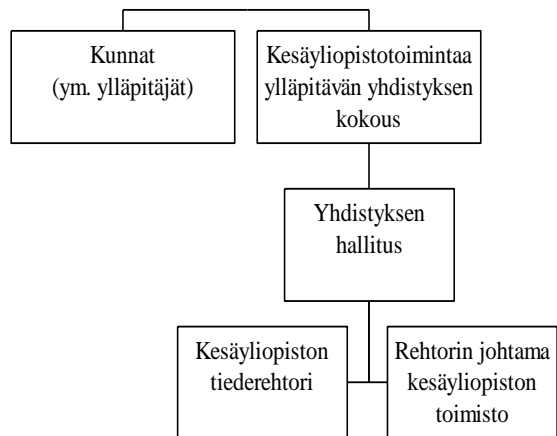 Kunnat
(ym. ylläpitäjät)
Kesäyliopistotoimintaa
ylläpitävän yhdistyksen
kokous
Yhdistyksen
hallitus
Kesäyliopiston
tiederehtori
Rehtorin johtama
kesäyliopiston
toimisto